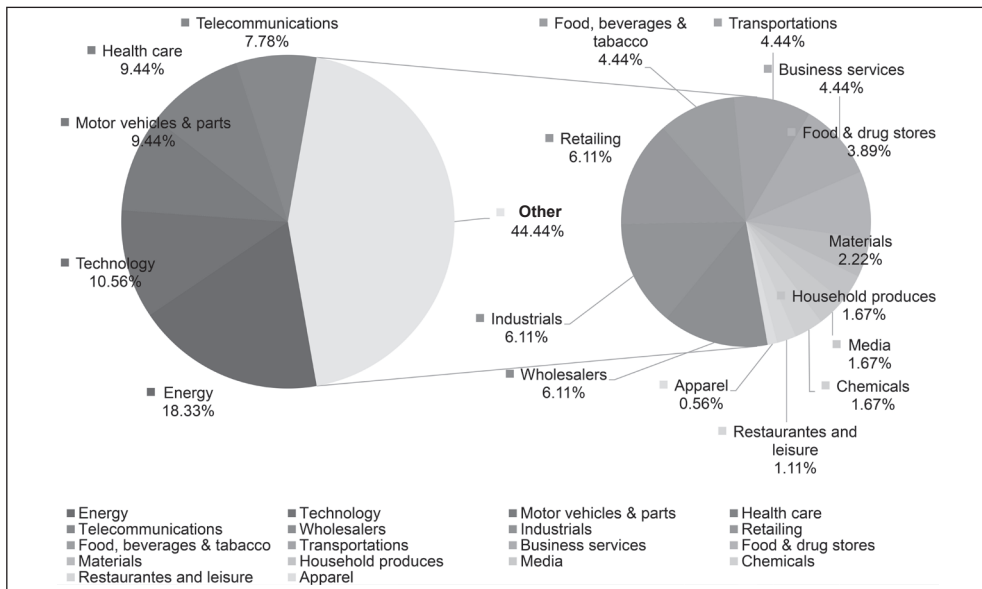 Telecommunications
7.78%
Health care
9.44%
Motor vehicles & parts
9.44%
Technology
10.56%
Energy
18.33%
Other
44.44%
Food, beverages &
tabacco
4.44%
Transportations
4.44%
Business services
4.44%
Retailing
6.11%
Food & drug stores
3.89%
Materials
2.22%
Household produces
1.67%
Industrials
6.11%
Media
1.67%
Wholesalers
6.11%
Apparel
0.56%
Chemicals
1.67%
Restaurantes and
leisure
1.11%
Energy Technology Motor vehicles & parts Health care
Telecommunications Wholesalers Industrials Retailing
Food, beverages & tabacco Transportations Business services Food & drug stores
Materials Household produces Media Chemicals
Restaurantes and leisure Apparel